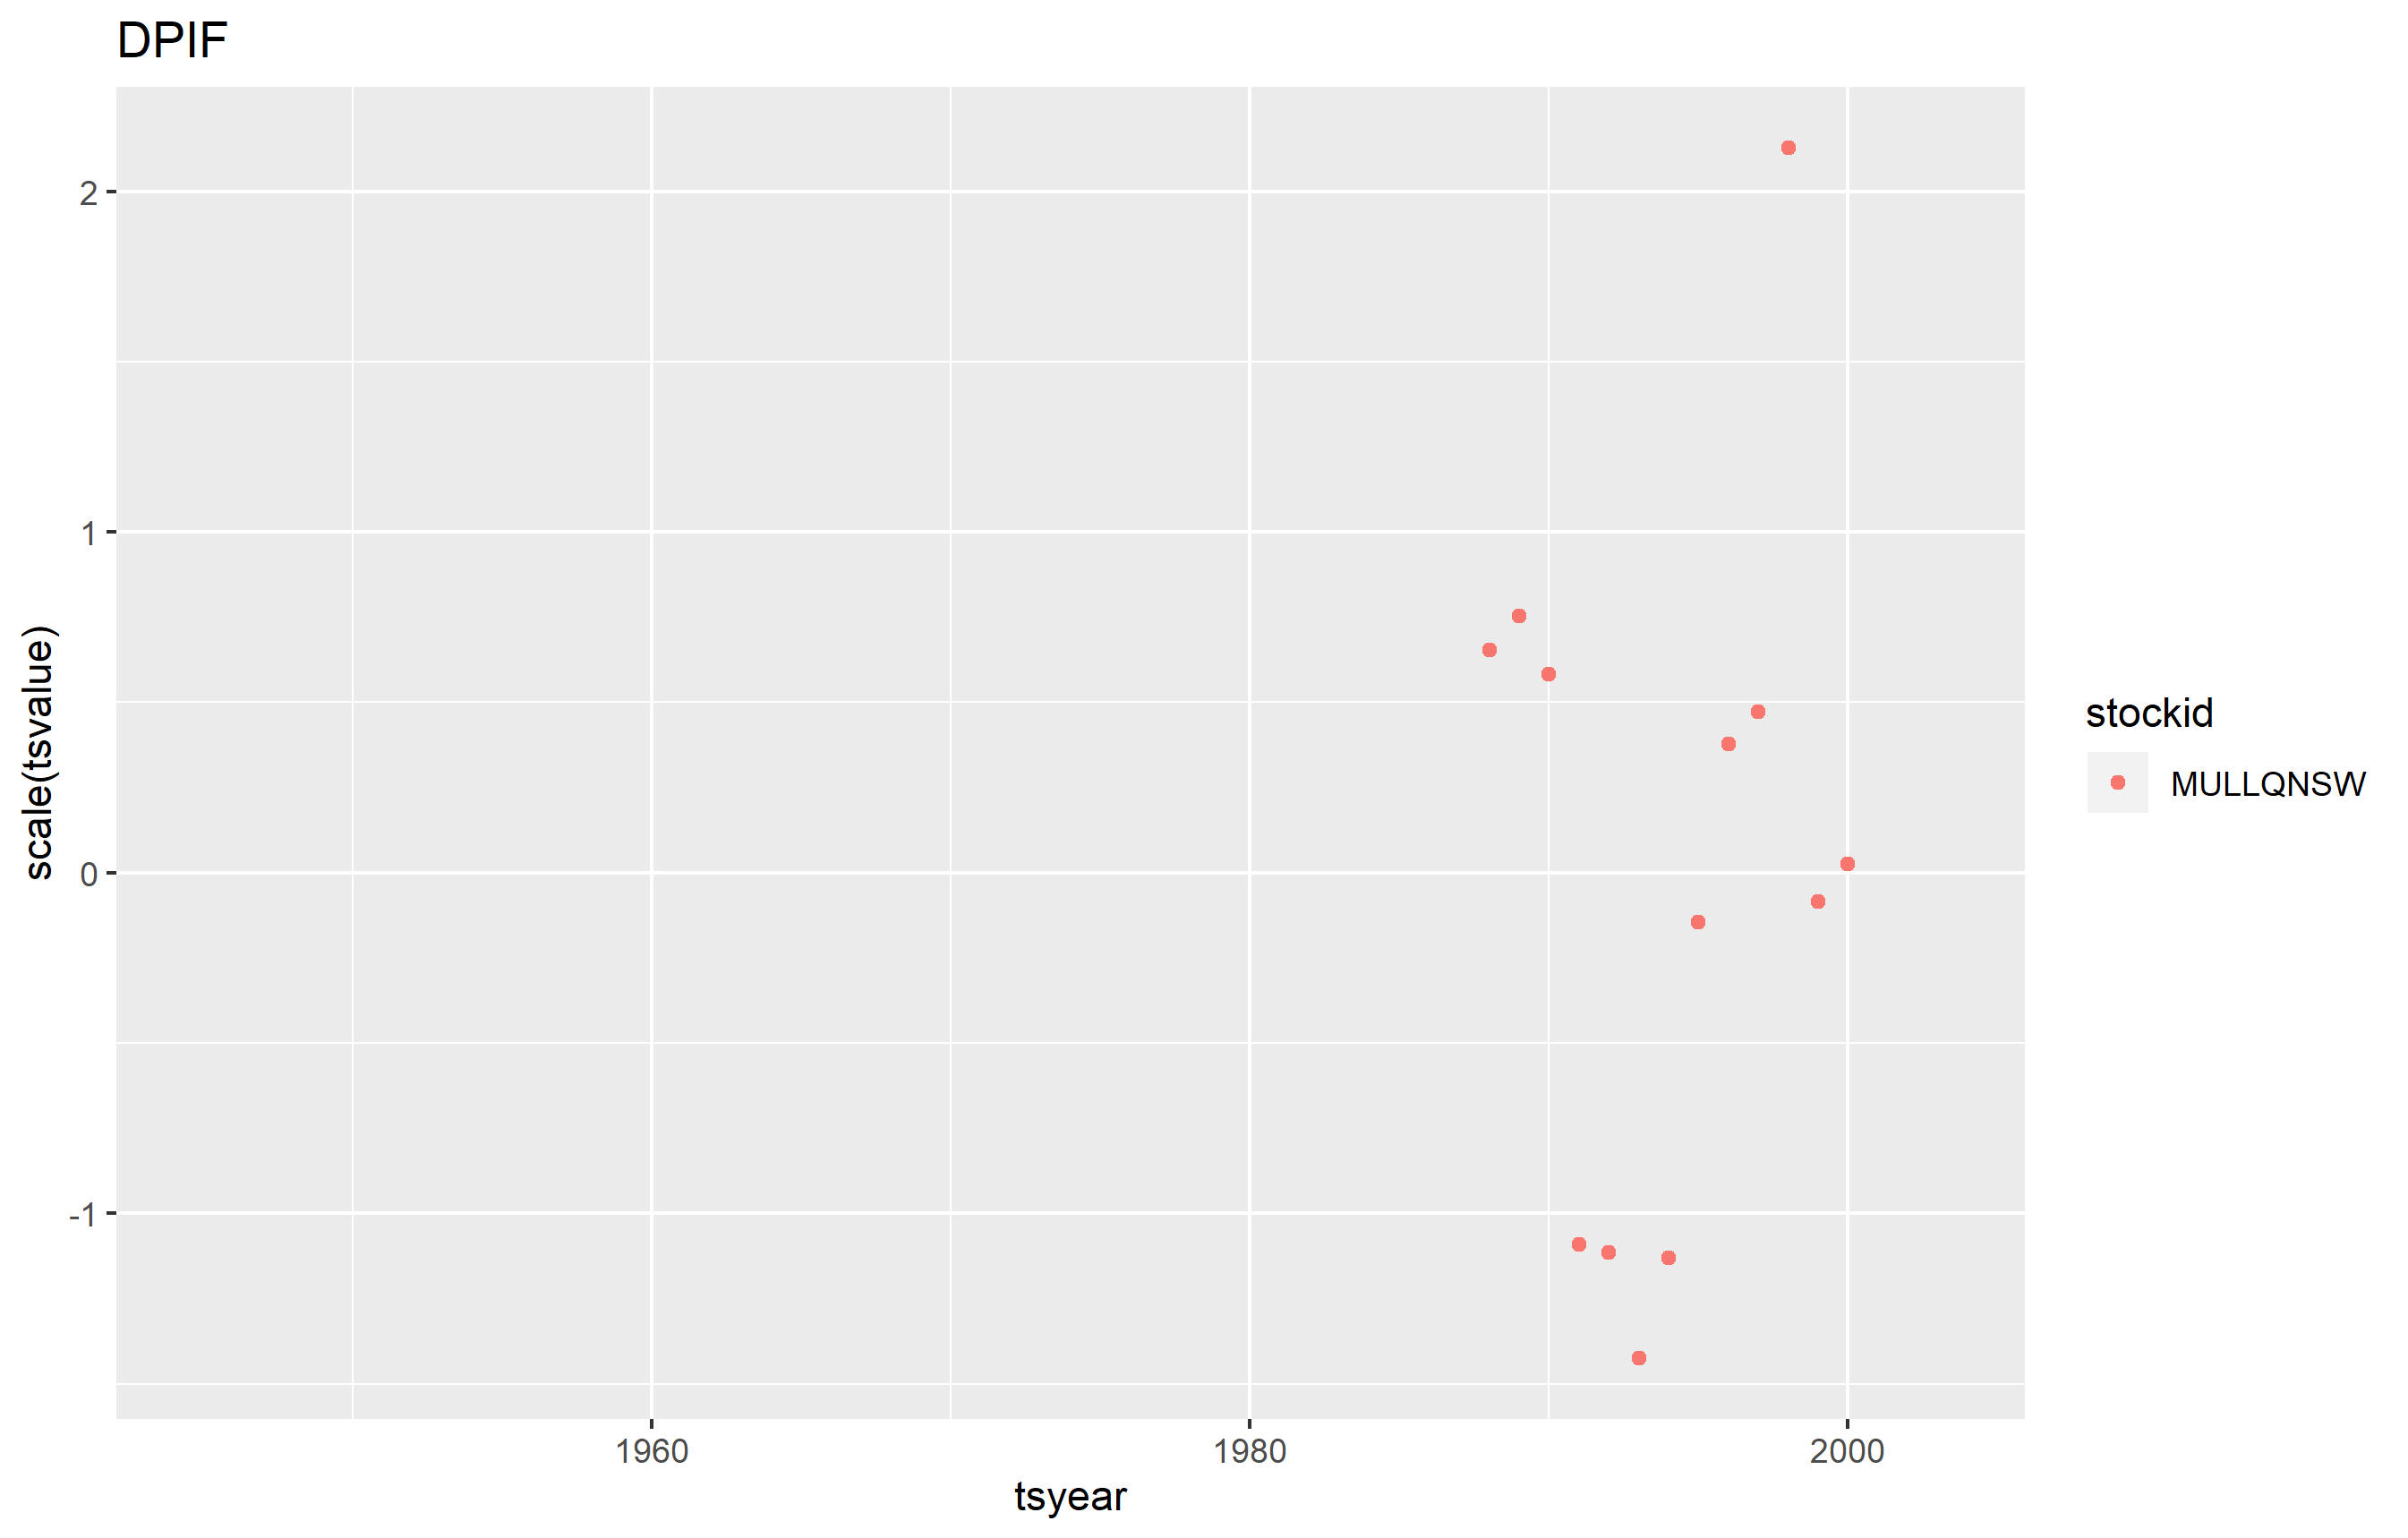 DPIF
2
1
0
-1
scale(tsvalue)
1960 1980 2000
tsyear
stockid
MULLQNSW